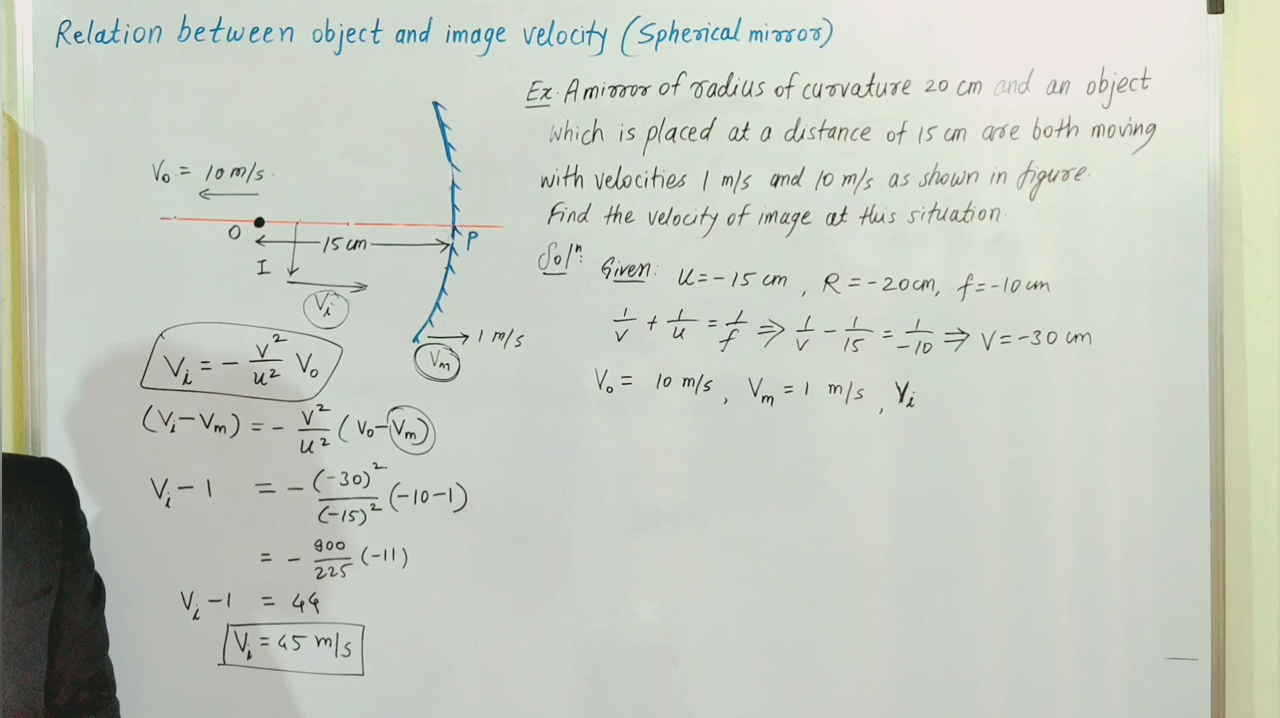 Relation between object and image velocity (Spherical mirror)
Ex. A mirror of radius of curvature 20 cm and an object
which is placed at a distance of 15 cm are both moving
with velocities 1 m/s and 10 m/s as shown in figure.
Find the velocity of image at this situation.
Solⁿ: Given: u = -15 cm , R = -20 cm, f = -10 cm
1/v + 1/u = 1/f ⇒ 1/v - 1/15 = 1/-10 ⇒ V = -30 cm
V₀ = 10 m/s , Vₘ = 1 m/s , Vᵢ
V₀ = 10 m/s.
O 15 cm P
I
Vᵢ
1 m/s
Vₘ
Vᵢ = - v²/u² V₀
(Vᵢ - Vₘ) = - v²/u² (V₀ - Vₘ)
Vᵢ - 1 = - (-30)²/(-15)² (-10 - 1)
= - 900/225 (-11)
Vᵢ - 1 = 44
Vᵢ = 45 m/s